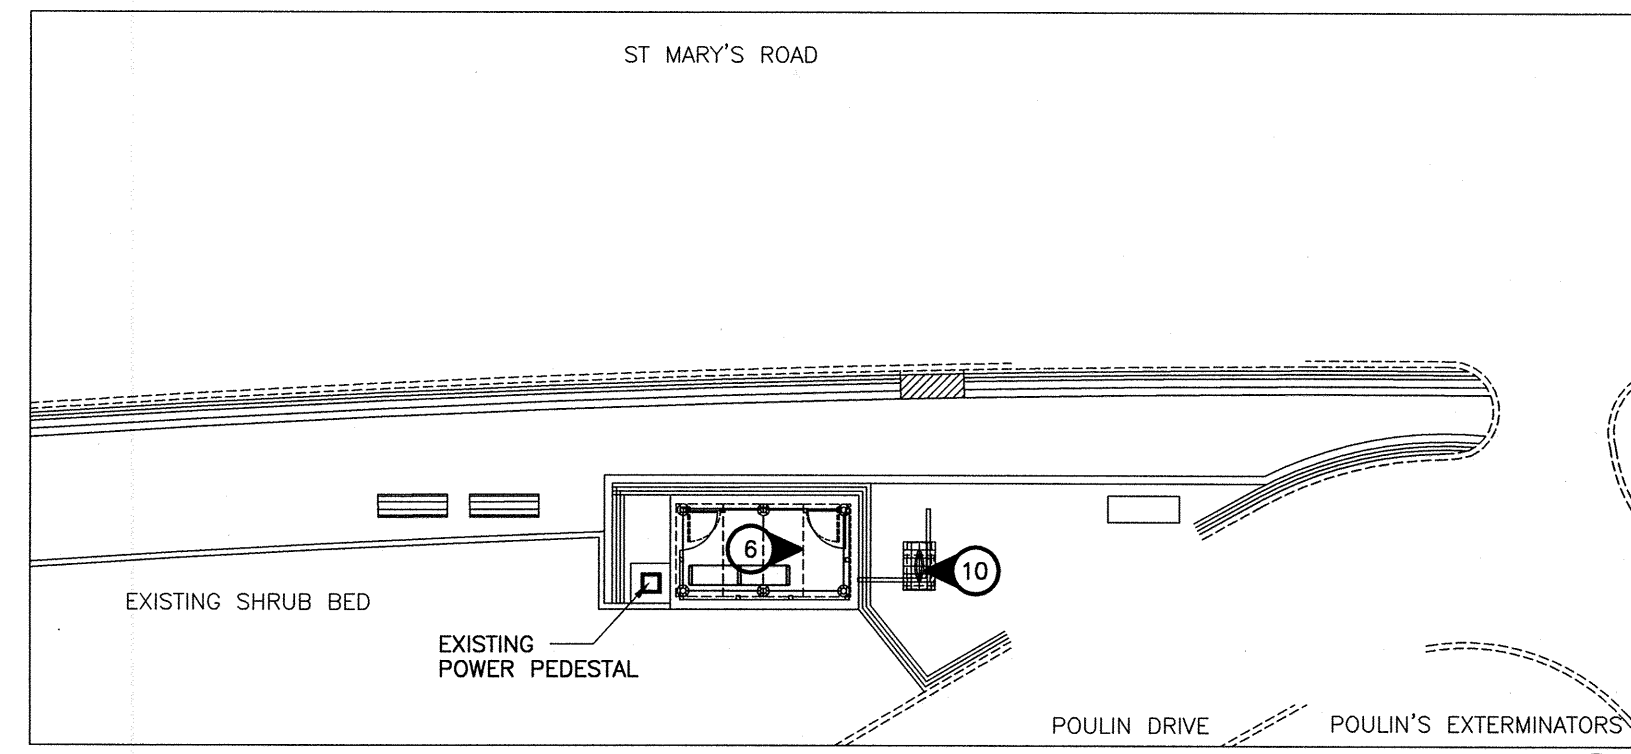 ST MARY'S ROAD
6
10
EXISTING SHRUB BED
EXISTING
POWER PEDESTAL
POULIN DRIVE
POULIN'S EXTERMINATORS